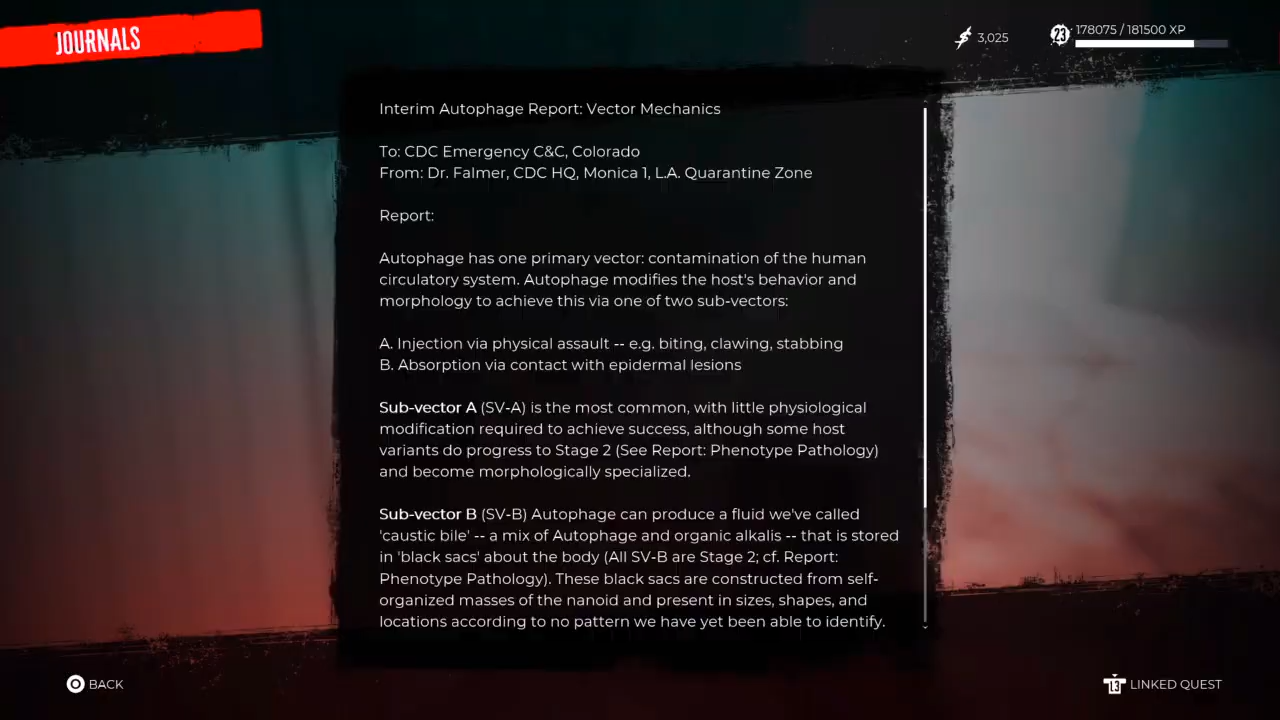 JOURNALS
3,025
23
178075 / 181500 XP
Interim Autophage Report: Vector Mechanics
To: CDC Emergency C&C, Colorado
From: Dr. Falmer, CDC HQ, Monica 1, L.A. Quarantine Zone
Report:
Autophage has one primary vector: contamination of the human
circulatory system. Autophage modifies the host's behavior and
morphology to achieve this via one of two sub-vectors:
A. Injection via physical assault -- e.g. biting, clawing, stabbing
B. Absorption via contact with epidermal lesions
Sub-vector A (SV-A) is the most common, with little physiological
modification required to achieve success, although some host
variants do progress to Stage 2 (See Report: Phenotype Pathology)
and become morphologically specialized.
Sub-vector B (SV-B) Autophage can produce a fluid we've called
'caustic bile' -- a mix of Autophage and organic alkalis -- that is stored
in 'black sacs' about the body (All SV-B are Stage 2; cf. Report:
Phenotype Pathology). These black sacs are constructed from self-
organized masses of the nanoid and present in sizes, shapes, and
locations according to no pattern we have yet been able to identify.
BACK
L3 LINKED QUEST